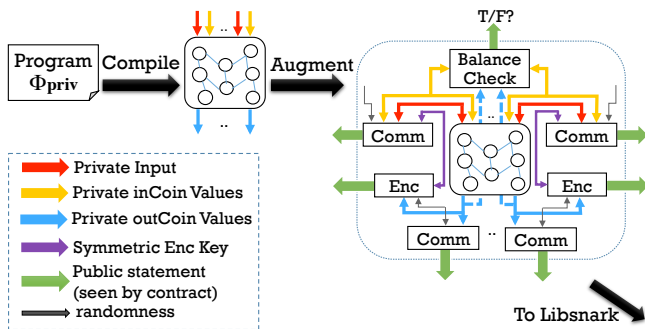 T/F?
Program
Φpriv
Compile
Augment
Balance
Check
..
..
Comm
Comm
..
Enc
Enc
Comm
..
Comm
Private Input
Private inCoin Values
Private outCoin Values
Symmetric Enc Key
Public statement
(seen by contract)
randomness
To Libsnark